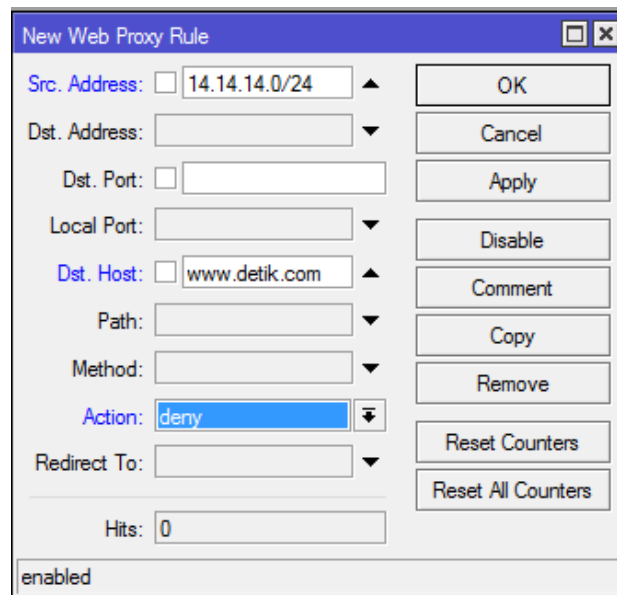 New Web Proxy Rule
Src. Address: 14.14.14.0/24
OK
Dst. Address:
Cancel
Dst. Port:
Apply
Local Port:
Disable
Dst. Host: www.detik.com
Comment
Path:
Copy
Method:
Remove
Action: deny
Reset Counters
Redirect To:
Reset All Counters
Hits: 0
enabled